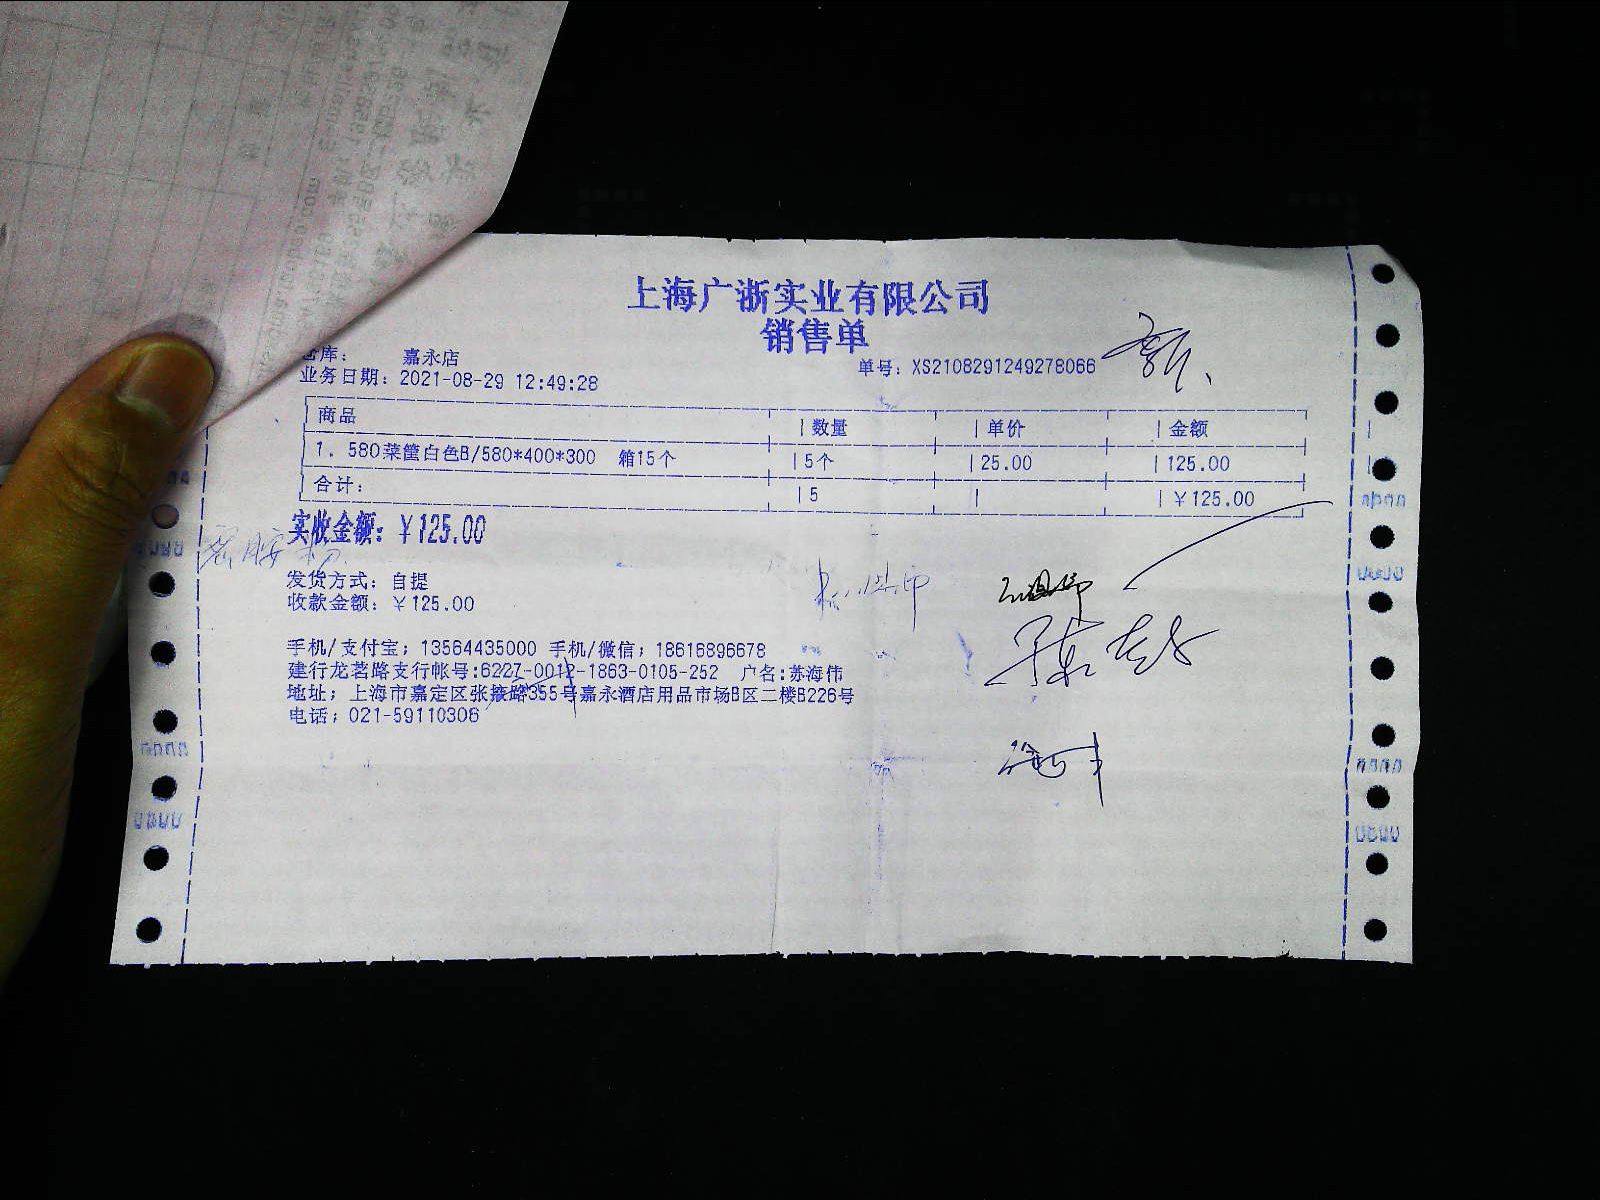 上海广浙实业有限公司
销售单
仓库： 嘉永店
业务日期：2021-08-29 12:49:28 单号：XS2108291249278066
商品 数量 单价 金额
1. 580菜筐白色B/580*400*300 箱15个 5个 25.00 125.00
合计： 5 ￥125.00
实收金额：￥125.00
发货方式：自提
收款金额：￥125.00
手机/支付宝；13564435000 手机/微信；18616896678
建行龙茗路支行帐号:6227-0012-1863-0105-252 户名:苏海伟
地址；上海市嘉定区张掖路355号嘉永酒店用品市场B区二楼B226号
电话；021-59110306